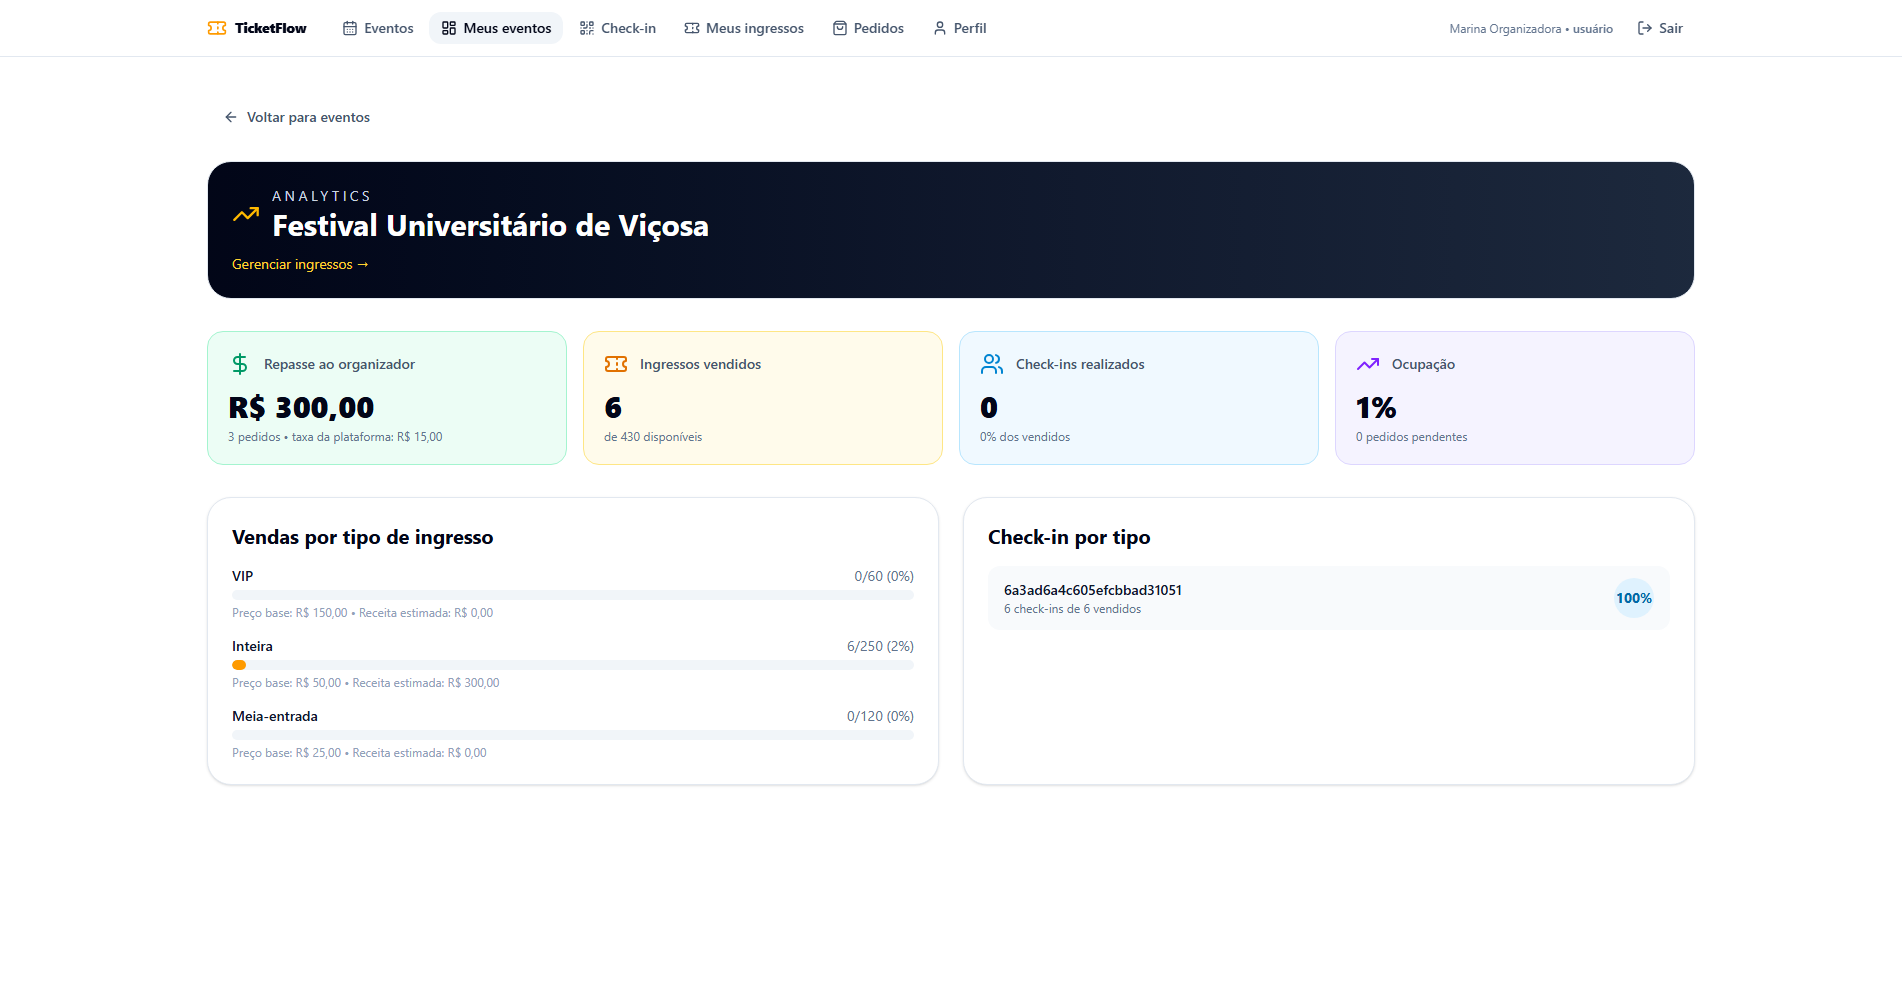 TicketFlow
Eventos
Meus eventos
Check-in
Meus ingressos
Pedidos
Perfil
Marina Organizadora • usuário
Sair
Voltar para eventos
ANALYTICS
Festival Universitário de Viçosa
Gerenciar ingressos →
Repasse ao organizador
R$ 300,00
3 pedidos • taxa da plataforma: R$ 15,00
Ingressos vendidos
6
de 430 disponíveis
Check-ins realizados
0
0% dos vendidos
Ocupação
1%
0 pedidos pendentes
Vendas por tipo de ingresso
VIP 0/60 (0%)
Preço base: R$ 150,00 • Receita estimada: R$ 0,00
Inteira 6/250 (2%)
Preço base: R$ 50,00 • Receita estimada: R$ 300,00
Meia-entrada 0/120 (0%)
Preço base: R$ 25,00 • Receita estimada: R$ 0,00
Check-in por tipo
6a3ad6a4c605efcbbad31051
6 check-ins de 6 vendidos
100%